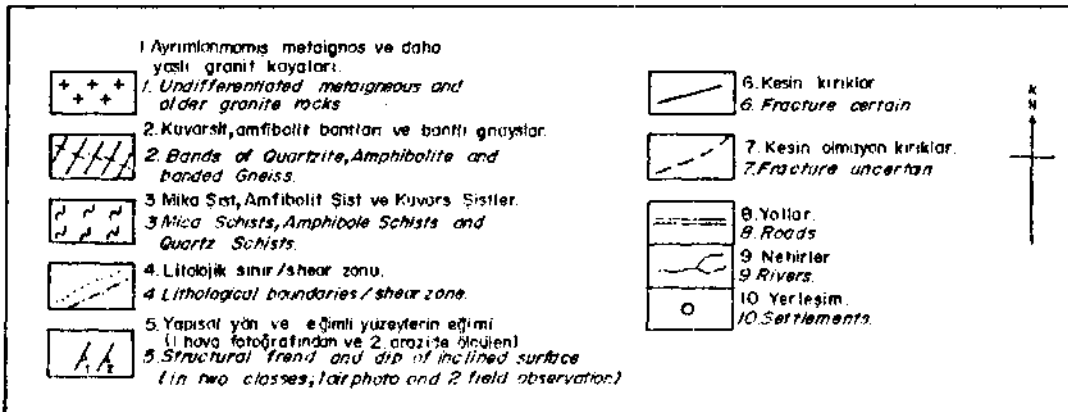 1 Ayrımlanmamış metaignos ve daha
yaşlı granit kayaları.
1. Undifferentiated metaigneous and
older granite rocks
2. Kuvarsit, amfibolit bantları ve bantlı gnayslar.
2. Bands of Quartzite, Amphibolite and
banded Gneiss.
3 Mika Şist, Amfibolit Şist ve Kuvars Şistler.
3 Mica Schists, Amphibole Schists and
Quartz Schists.
4. Litolojik sınır / shear zonu.
4 Lithological boundaries / shear zone.
5. Yapısal yön ve eğimli yüzeylerin eğimi
(1 hava fotoğrafından ve 2. arazide ölçülen)
1 2
5. Structural trend and dip of inclined surface
(in two classes; 1 air photo and 2 field observation)
6. Kesin kırıklar
6. Fracture certain
7. Kesin olmayan kırıklar.
7. Fracture uncertan
8. Yollar.
8. Roads
9 Nehirler
9 Rivers.
10 Yerleşim.
10. Settlements.
K
N